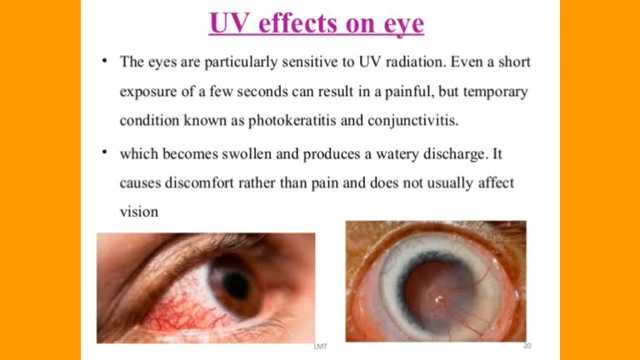 UV effects on eye
• The eyes are particularly sensitive to UV radiation. Even a short
exposure of a few seconds can result in a painful, but temporary
condition known as photokeratitis and conjunctivitis.
• which becomes swollen and produces a watery discharge. It
causes discomfort rather than pain and does not usually affect
vision
LMT
20